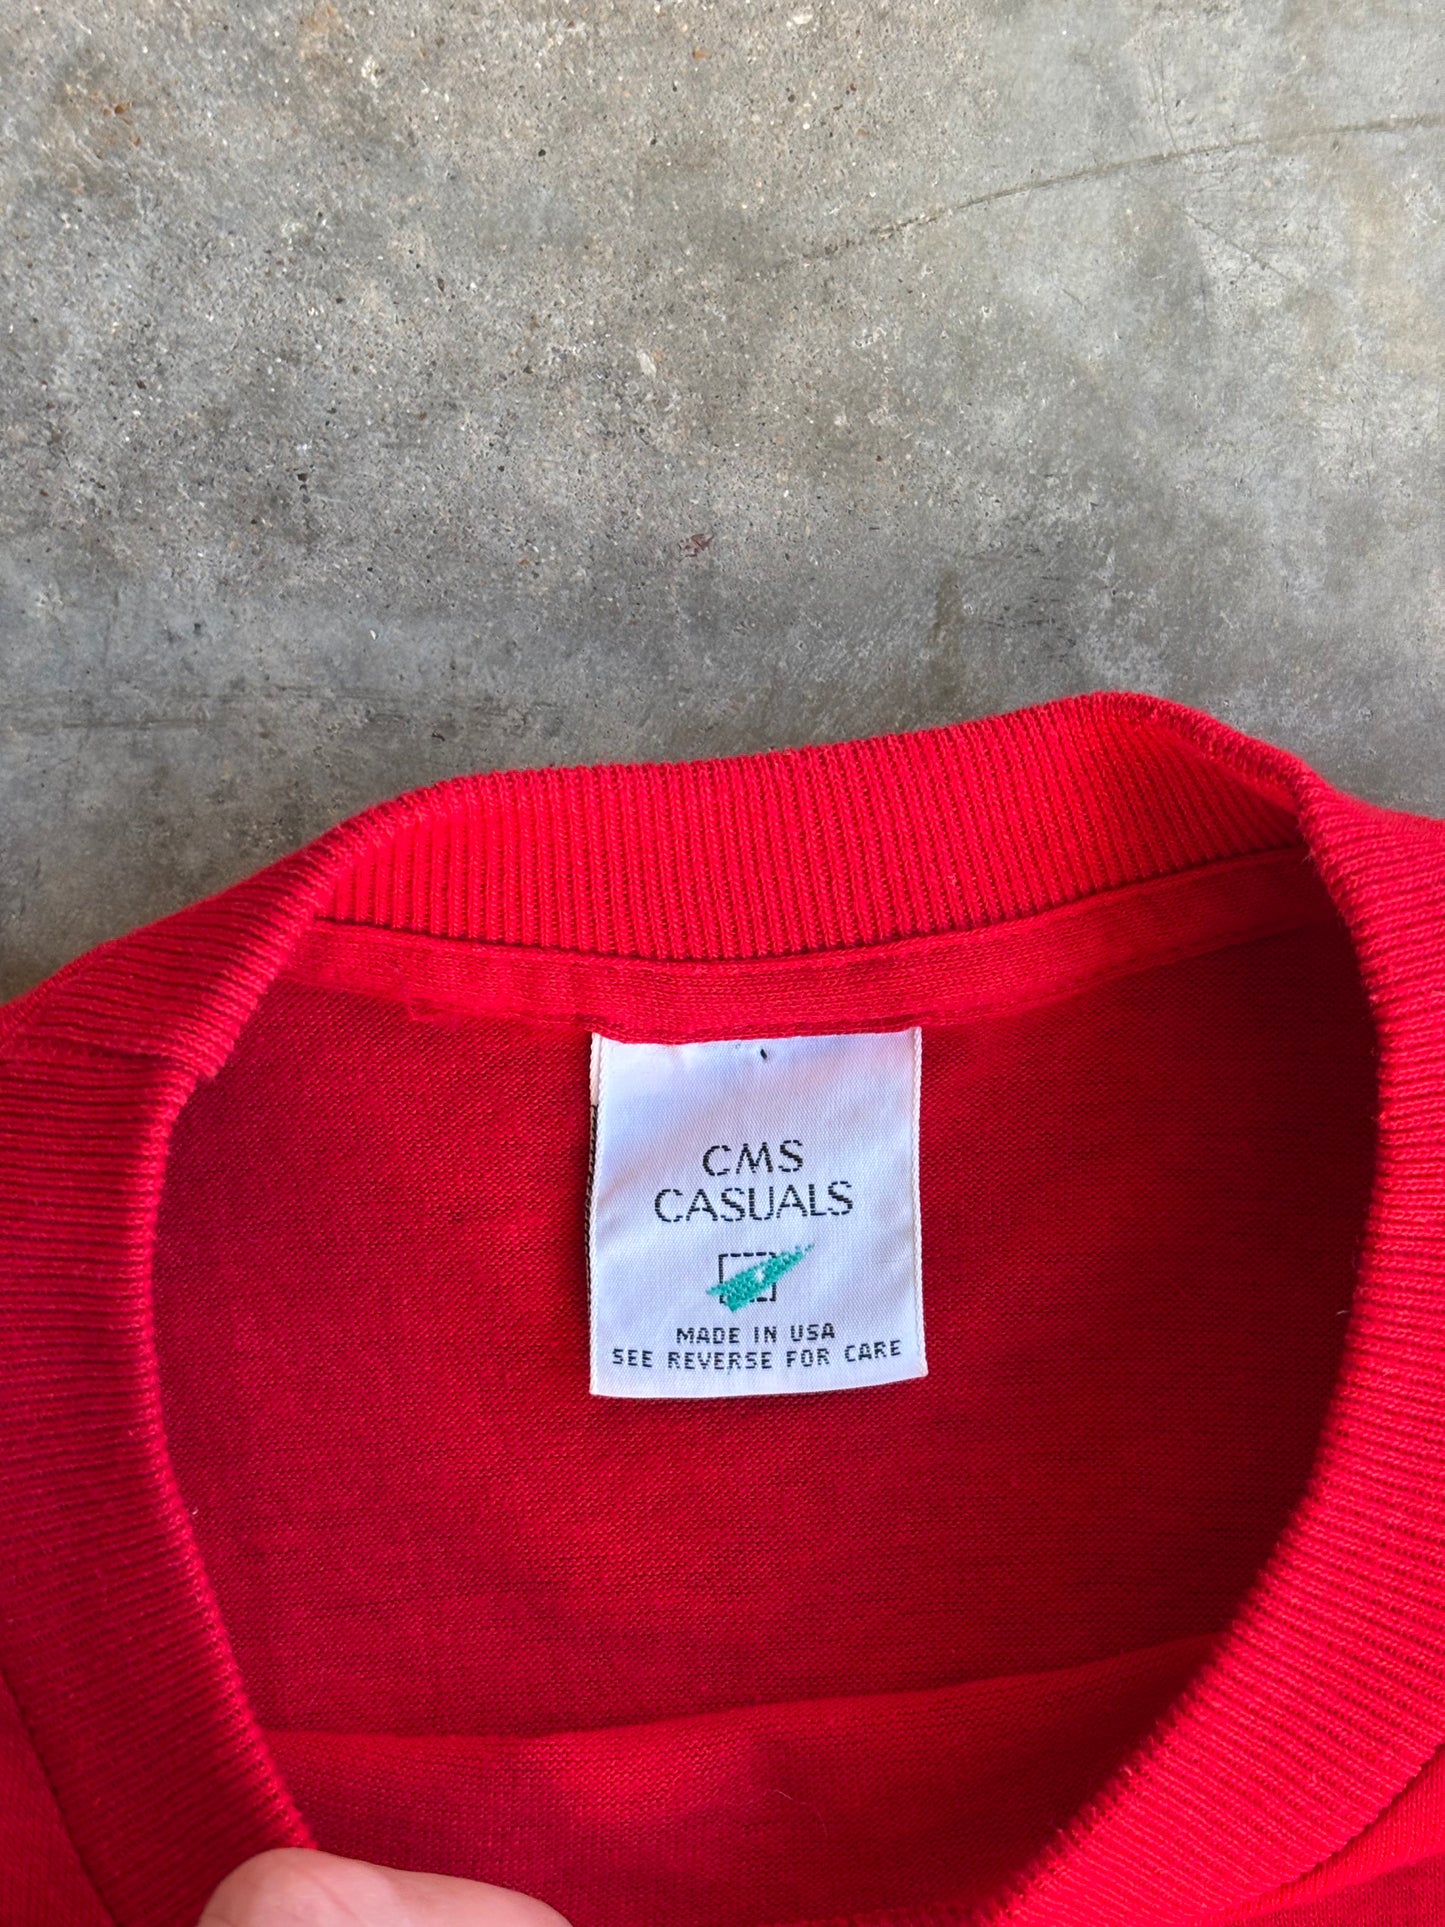 CMS
CASUALS
MADE IN USA
SEE REVERSE FOR CARE